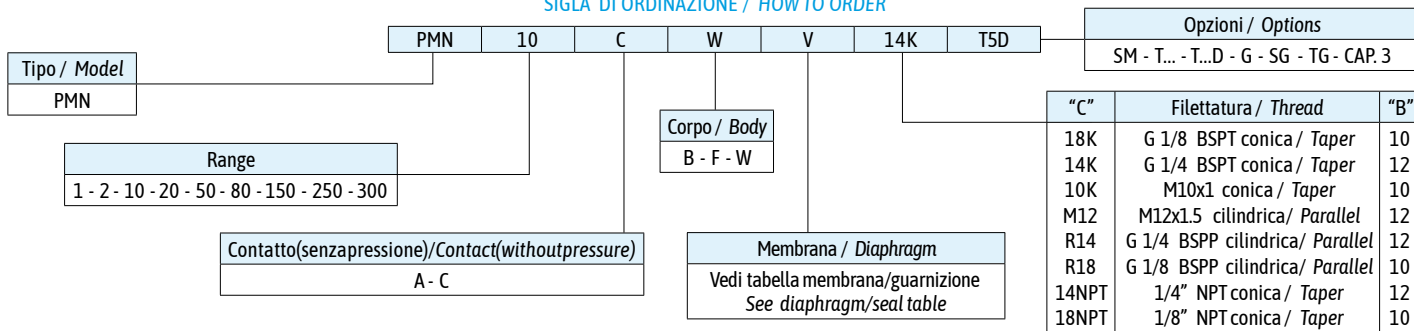 SIGLA DI ORDINAZIONE / HOW TO ORDER
PMN 10 C W V 14K T5D
Opzioni / Options
SM - T... - T...D - G - SG - TG - CAP. 3
Tipo / Model
PMN
Range
1 - 2 - 10 - 20 - 50 - 80 - 150 - 250 - 300
Contatto(senzapressione)/Contact(withoutpressure)
A - C
Corpo / Body
B - F - W
Membrana / Diaphragm
Vedi tabella membrana/guarnizione
See diaphragm/seal table
“C” Filettatura / Thread “B”
18K G 1/8 BSPT conica / Taper 10
14K G 1/4 BSPT conica / Taper 12
10K M10x1 conica / Taper 10
M12 M12x1.5 cilindrica/ Parallel 12
R14 G 1/4 BSPP cilindrica/ Parallel 12
R18 G 1/8 BSPP cilindrica/ Parallel 10
14NPT 1/4” NPT conica / Taper 12
18NPT 1/8” NPT conica / Taper 10